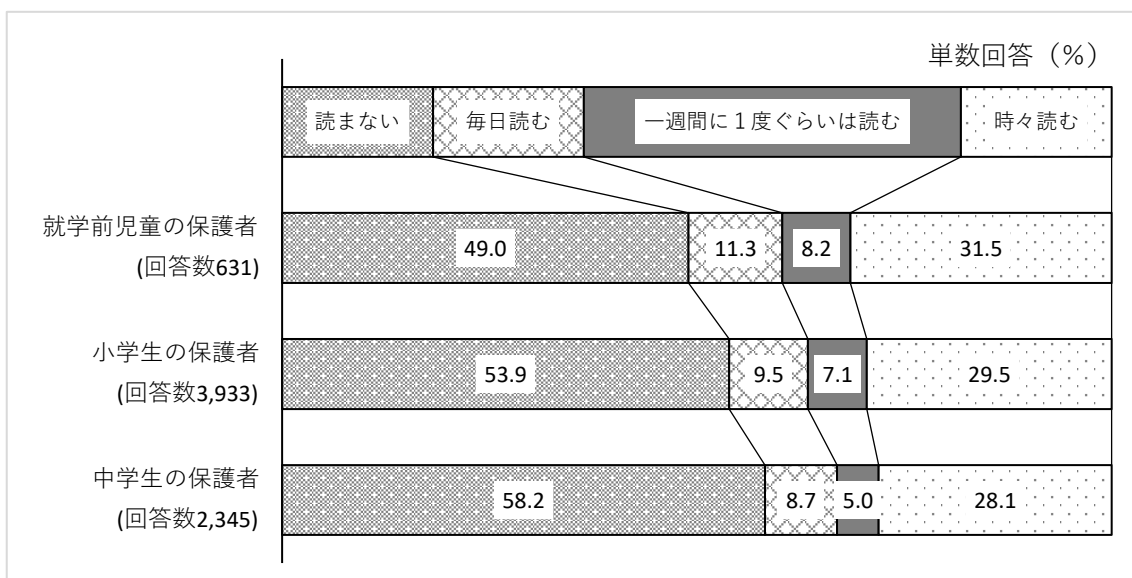 単数回答（%）
読まない 毎日読む 一週間に１度ぐらいは読む 時々読む
就学前児童の保護者
(回答数631)
49.0 11.3 8.2 31.5
小学生の保護者
(回答数3,933)
53.9 9.5 7.1 29.5
中学生の保護者
(回答数2,345)
58.2 8.7 5.0 28.1